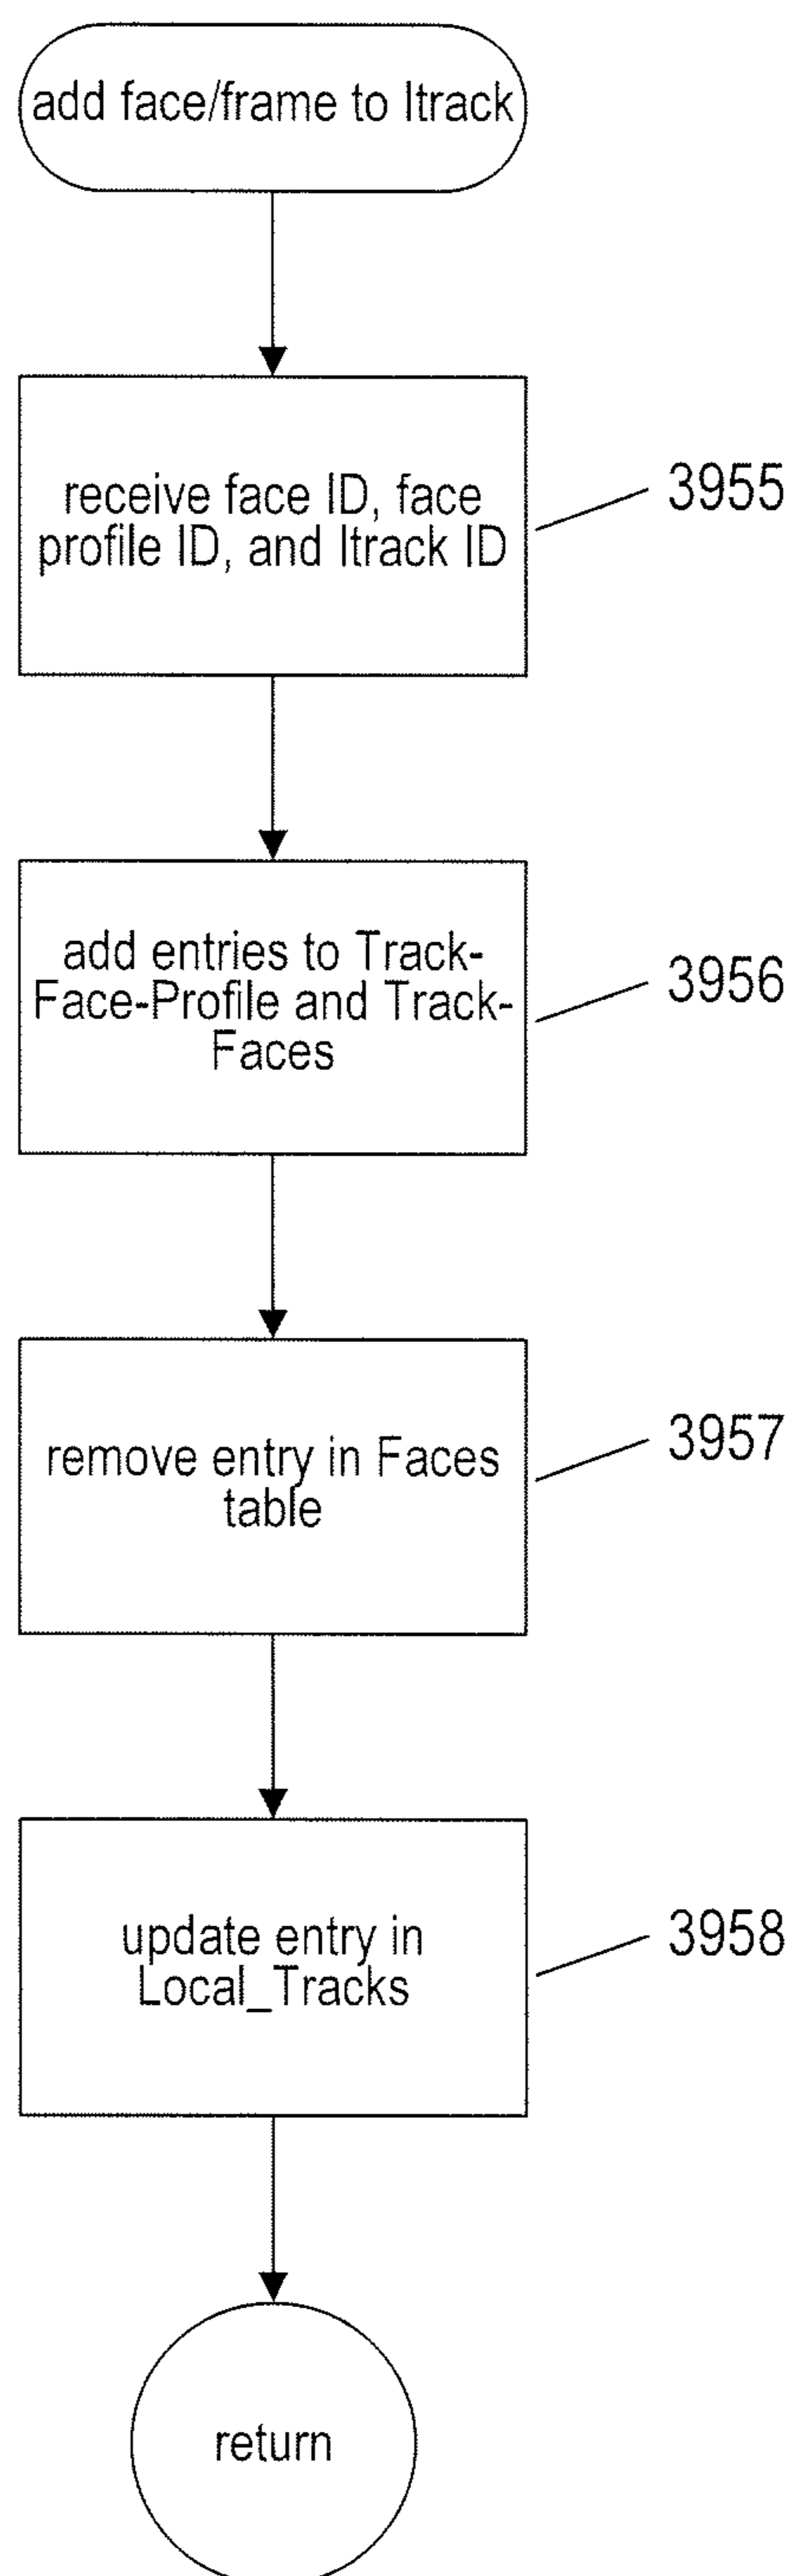 add face/frame to ltrack
receive face ID, face
profile ID, and ltrack ID
3955
add entries to Track-
Face-Profile and Track-
Faces
3956
remove entry in Faces
table
3957
update entry in
Local_Tracks
3958
return